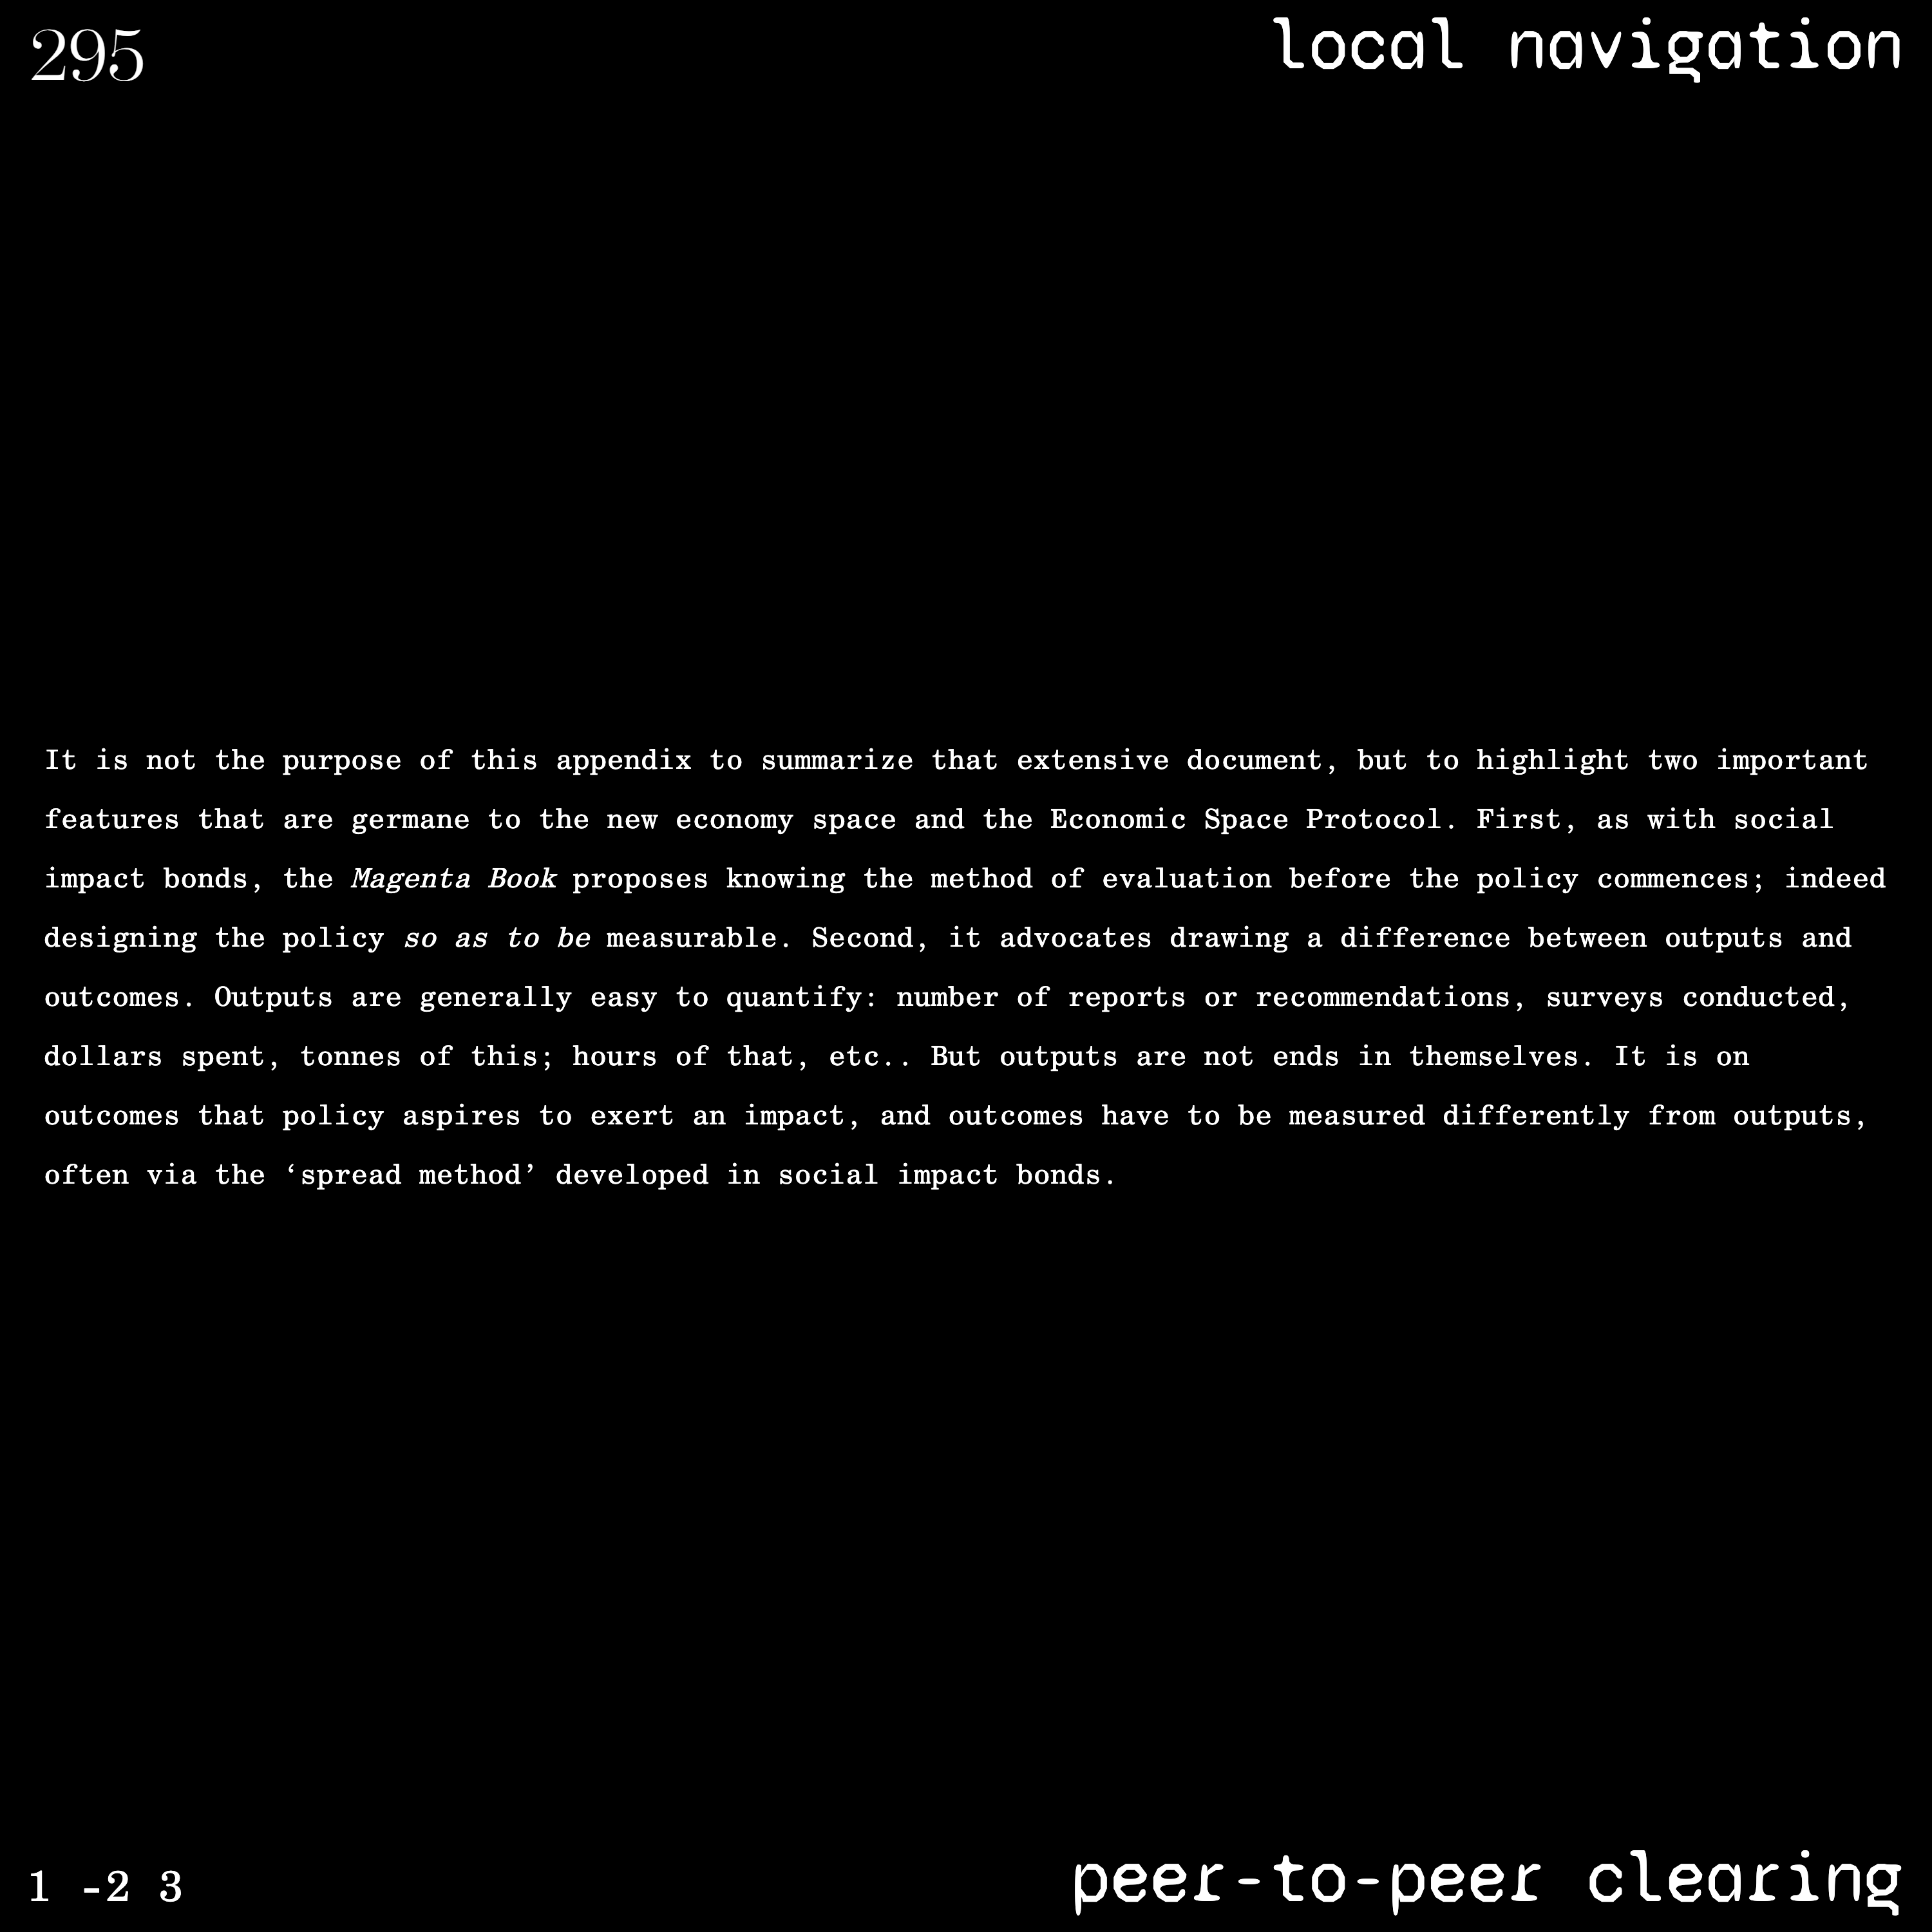 295
local navigation
It is not the purpose of this appendix to summarize that extensive document, but to highlight two important
features that are germane to the new economy space and the Economic Space Protocol. First, as with social
impact bonds, the Magenta Book proposes knowing the method of evaluation before the policy commences; indeed
designing the policy so as to be measurable. Second, it advocates drawing a difference between outputs and
outcomes. Outputs are generally easy to quantify: number of reports or recommendations, surveys conducted,
dollars spent, tonnes of this; hours of that, etc.. But outputs are not ends in themselves. It is on
outcomes that policy aspires to exert an impact, and outcomes have to be measured differently from outputs,
often via the ‘spread method’ developed in social impact bonds.
1 -2 3
peer-to-peer clearing